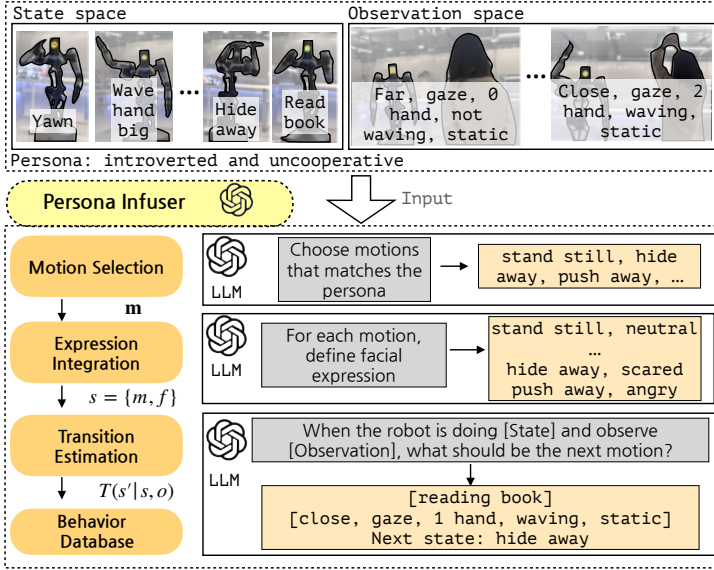 State space
Yawn
Wave
hand
big
...
Hide
away
Read
book
Observation space
Far, gaze, 0
hand, not
waving, static
...
Close, gaze, 2
hand, waving,
static
Persona: introverted and uncooperative
Persona Infuser
Input
Motion Selection
m
Expression
Integration
s = {m, f}
Transition
Estimation
T(s'|s, o)
Behavior
Database
LLM
Choose motions
that matches the
persona
stand still, hide
away, push away, …
LLM
For each motion,
define facial
expression
stand still, neutral
…
hide away, scared
push away, angry
LLM
When the robot is doing [State] and observe
[Observation], what should be the next motion?
[reading book]
[close, gaze, 1 hand, waving, static]
Next state: hide away